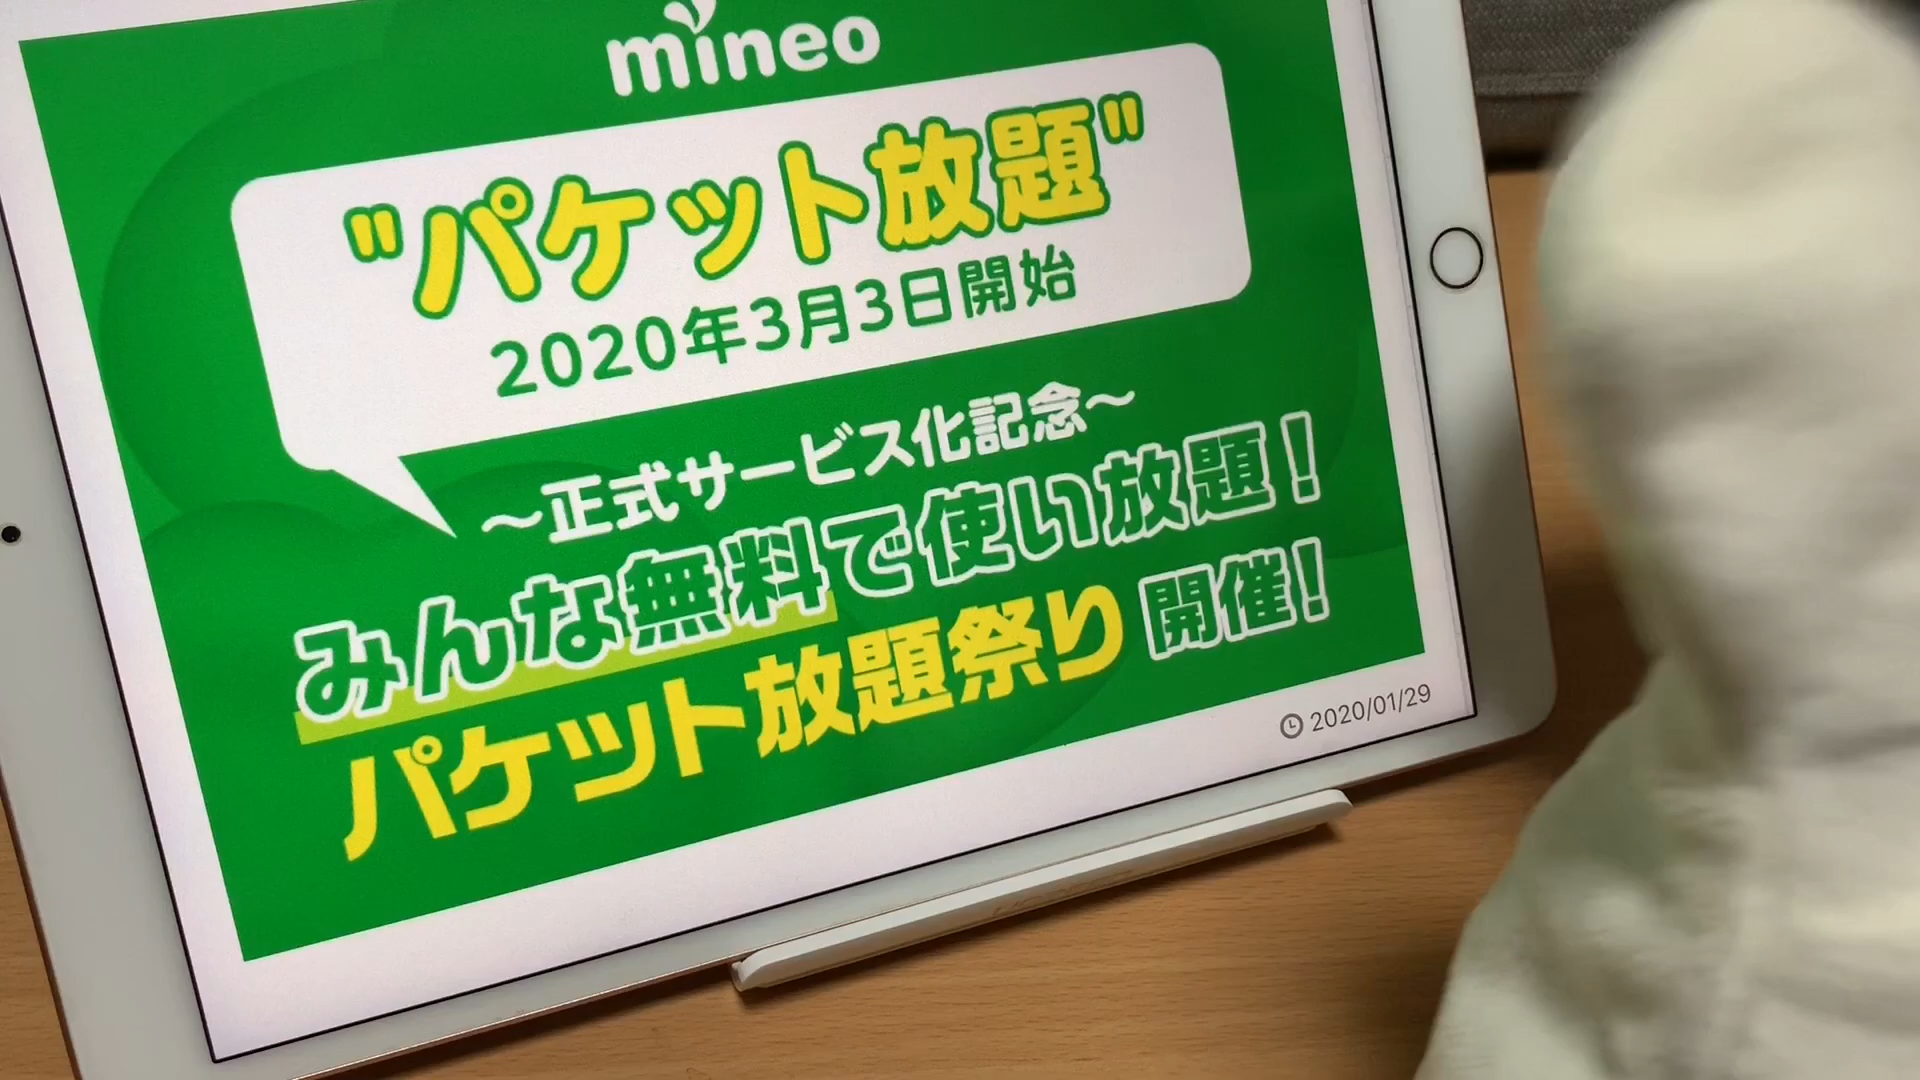 mineo
"パケット放題"
2020年3月3日開始
～正式サービス化記念～
みんな無料で使い放題！
パケット放題祭り 開催！
2020/01/29